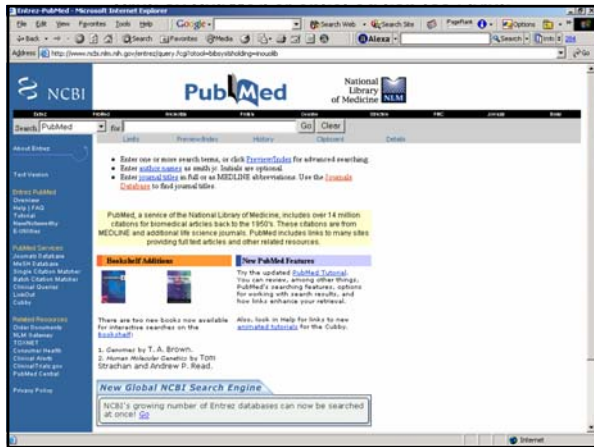 Entrez-PubMed - Microsoft Internet Explorer
File Edit View Favorites Tools Help Google Search Web Search Site PageRank Options
Back Search Favorites Media Alexa Search
Address http://www.ncbi.nlm.nih.gov/entrez/query.fcgi?otool=bibsystsholding=inouslib Go
NCBI
PubMed
National
Library
of Medicine NLM
Search PubMed for Go Clear
Limits Preview/Index History Clipboard Details
About Entrez
Text Version
Entrez PubMed
Overview
Help | FAQ
Tutorial
New/Noteworthy
E-Utilities
PubMed Services
Journals Database
MeSH Database
Single Citation Matcher
Batch Citation Matcher
Clinical Queries
LinkOut
Cubby
Related Resources
Order Documents
NLM Gateway
TOXNET
Consumer Health
Clinical Alerts
ClinicalTrials.gov
PubMed Central
Privacy Policy
Enter one or more search terms, or click Preview/Index for advanced searching.
Enter author names as smith jc. Initials are optional.
Enter journal titles in full or as MEDLINE abbreviations. Use the Journals
Database to find journal titles.
PubMed, a service of the National Library of Medicine, includes over 14 million
citations for biomedical articles back to the 1950's. These citations are from
MEDLINE and additional life science journals. PubMed includes links to many sites
providing full text articles and other related resources.
Bookshelf Additions
There are two new books now available
for interactive searches on the
bookshelf:
1. Genomes by T. A. Brown.
2. Human Molecular Genetics by Tom
Strachan and Andrew P. Read.
New PubMed Features
Try the updated PubMed Tutorial.
You can review, among other things,
PubMed's searching features, options
for working with search results, and
how links enhance your retrieval.
Also, look in Help for links to new
animated tutorials for the Cubby.
New Global NCBI Search Engine
NCBI's growing number of Entrez databases can now be searched
at once! Go
Internet